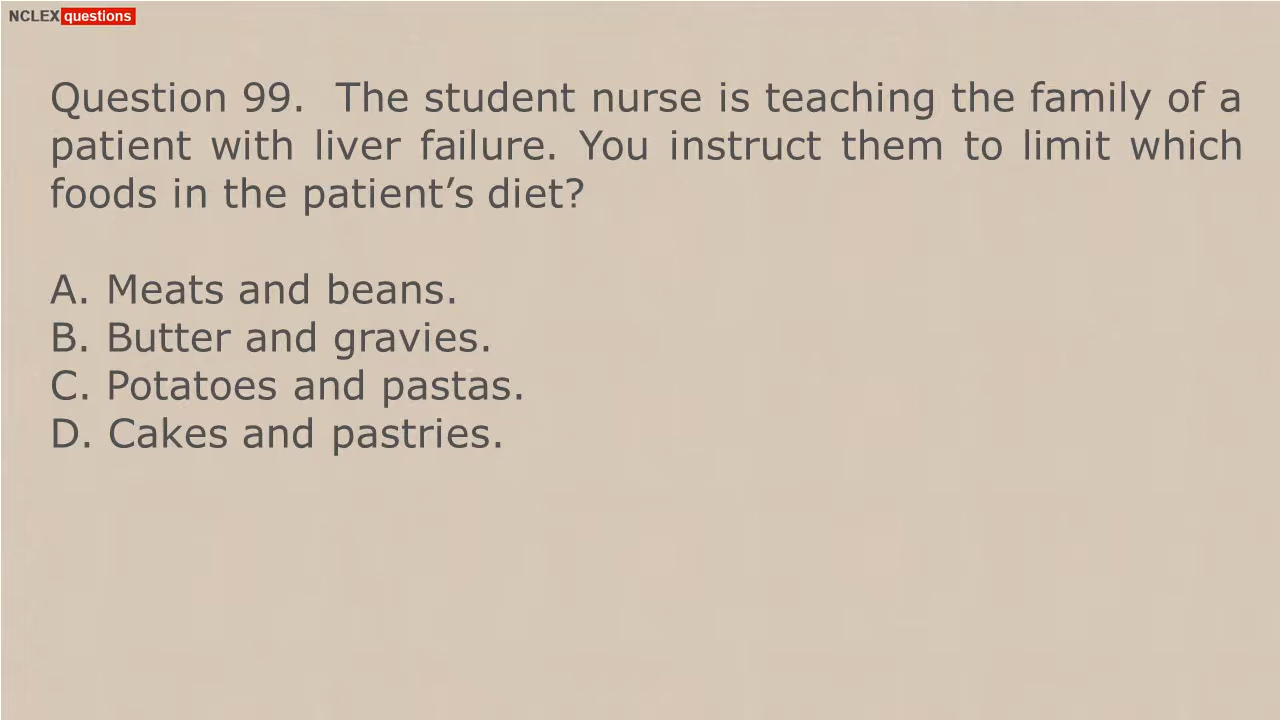 NCLEX questions
Question 99. The student nurse is teaching the family of a
patient with liver failure. You instruct them to limit which
foods in the patient’s diet?
A. Meats and beans.
B. Butter and gravies.
C. Potatoes and pastas.
D. Cakes and pastries.